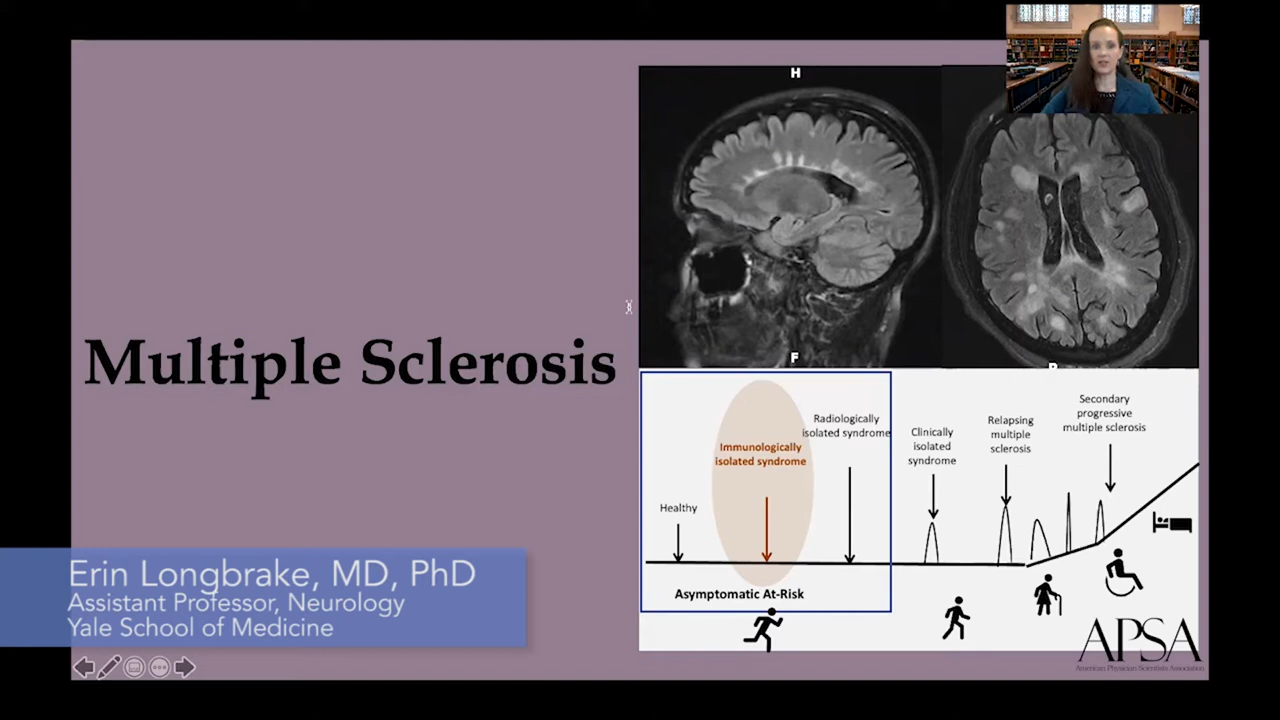 H
F
Multiple Sclerosis
Radiologically
isolated syndrome
Immunologically
isolated syndrome
Healthy
Asymptomatic At-Risk
Clinically
isolated
syndrome
Relapsing
multiple
sclerosis
Secondary
progressive
multiple sclerosis
Erin Longbrake, MD, PhD
Assistant Professor, Neurology
Yale School of Medicine
APSA
American Physician Scientists Association